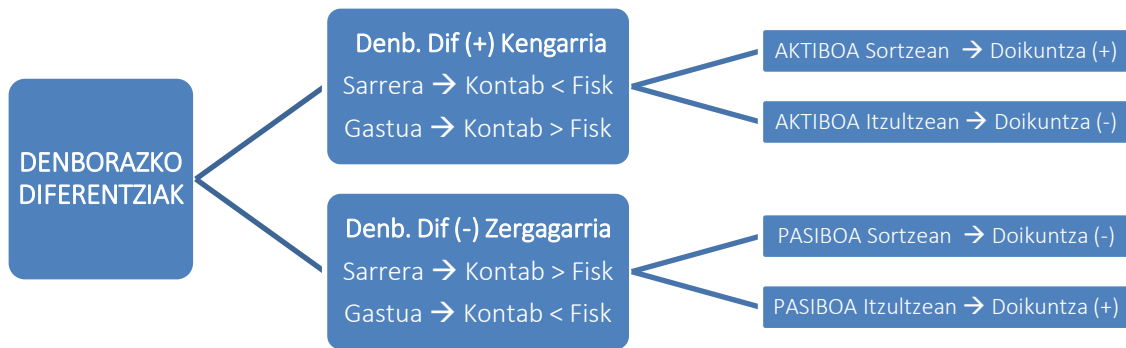 DENBORAZKO
DIFERENTZIAK
Denb. Dif (+) Kengarria
Sarrera → Kontab < Fisk
Gastua → Kontab > Fisk
AKTIBOA Sortzean → Doikuntza (+)
AKTIBOA Itzultzean → Doikuntza (-)
Denb. Dif (-) Zergagarria
Sarrera → Kontab > Fisk
Gastua → Kontab < Fisk
PASIBOA Sortzean → Doikuntza (-)
PASIBOA Itzultzean → Doikuntza (+)